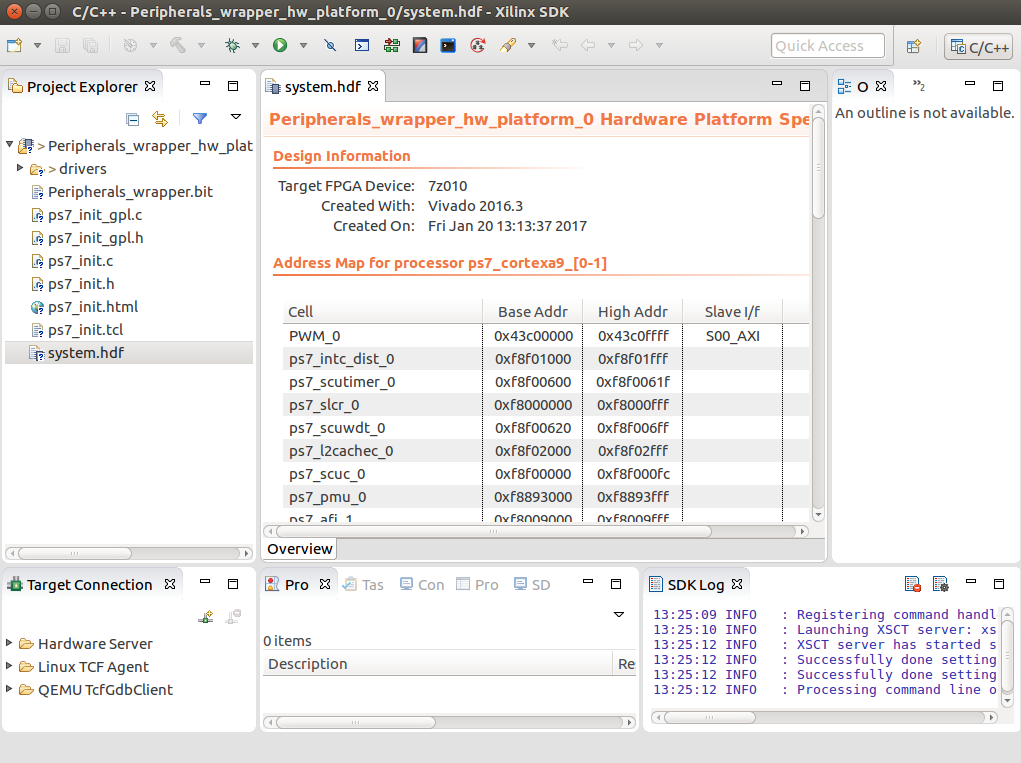 C/C++ - Peripherals_wrapper_hw_platform_0/system.hdf - Xilinx SDK
Quick Access
C/C++
Project Explorer
> Peripherals_wrapper_hw_plat
> drivers
Peripherals_wrapper.bit
ps7_init_gpl.c
ps7_init_gpl.h
ps7_init.c
ps7_init.h
ps7_init.html
ps7_init.tcl
system.hdf
system.hdf
Peripherals_wrapper_hw_platform_0 Hardware Platform Spe
Design Information
Target FPGA Device: 7z010
Created With: Vivado 2016.3
Created On: Fri Jan 20 13:13:37 2017
Address Map for processor ps7_cortexa9_[0-1]
Cell Base Addr High Addr Slave I/f
PWM_0 0x43c00000 0x43c0ffff S00_AXI
ps7_intc_dist_0 0xf8f01000 0xf8f01fff
ps7_scutimer_0 0xf8f00600 0xf8f0061f
ps7_slcr_0 0xf8000000 0xf8000fff
ps7_scuwdt_0 0xf8f00620 0xf8f006ff
ps7_l2cachec_0 0xf8f02000 0xf8f02fff
ps7_scuc_0 0xf8f00000 0xf8f000fc
ps7_pmu_0 0xf8893000 0xf8893fff
ps7_afi_1 0xf8009000 0xf8009fff
Overview
O
»2
An outline is not available.
Target Connection
Hardware Server
Linux TCF Agent
QEMU TcfGdbClient
Pro Tas Con Pro SD
0 items
Description Re
SDK Log
13:25:09 INFO : Registering command handl
13:25:10 INFO : Launching XSCT server: xs
13:25:12 INFO : XSCT server has started s
13:25:12 INFO : Successfully done setting
13:25:12 INFO : Successfully done setting
13:25:12 INFO : Processing command line o